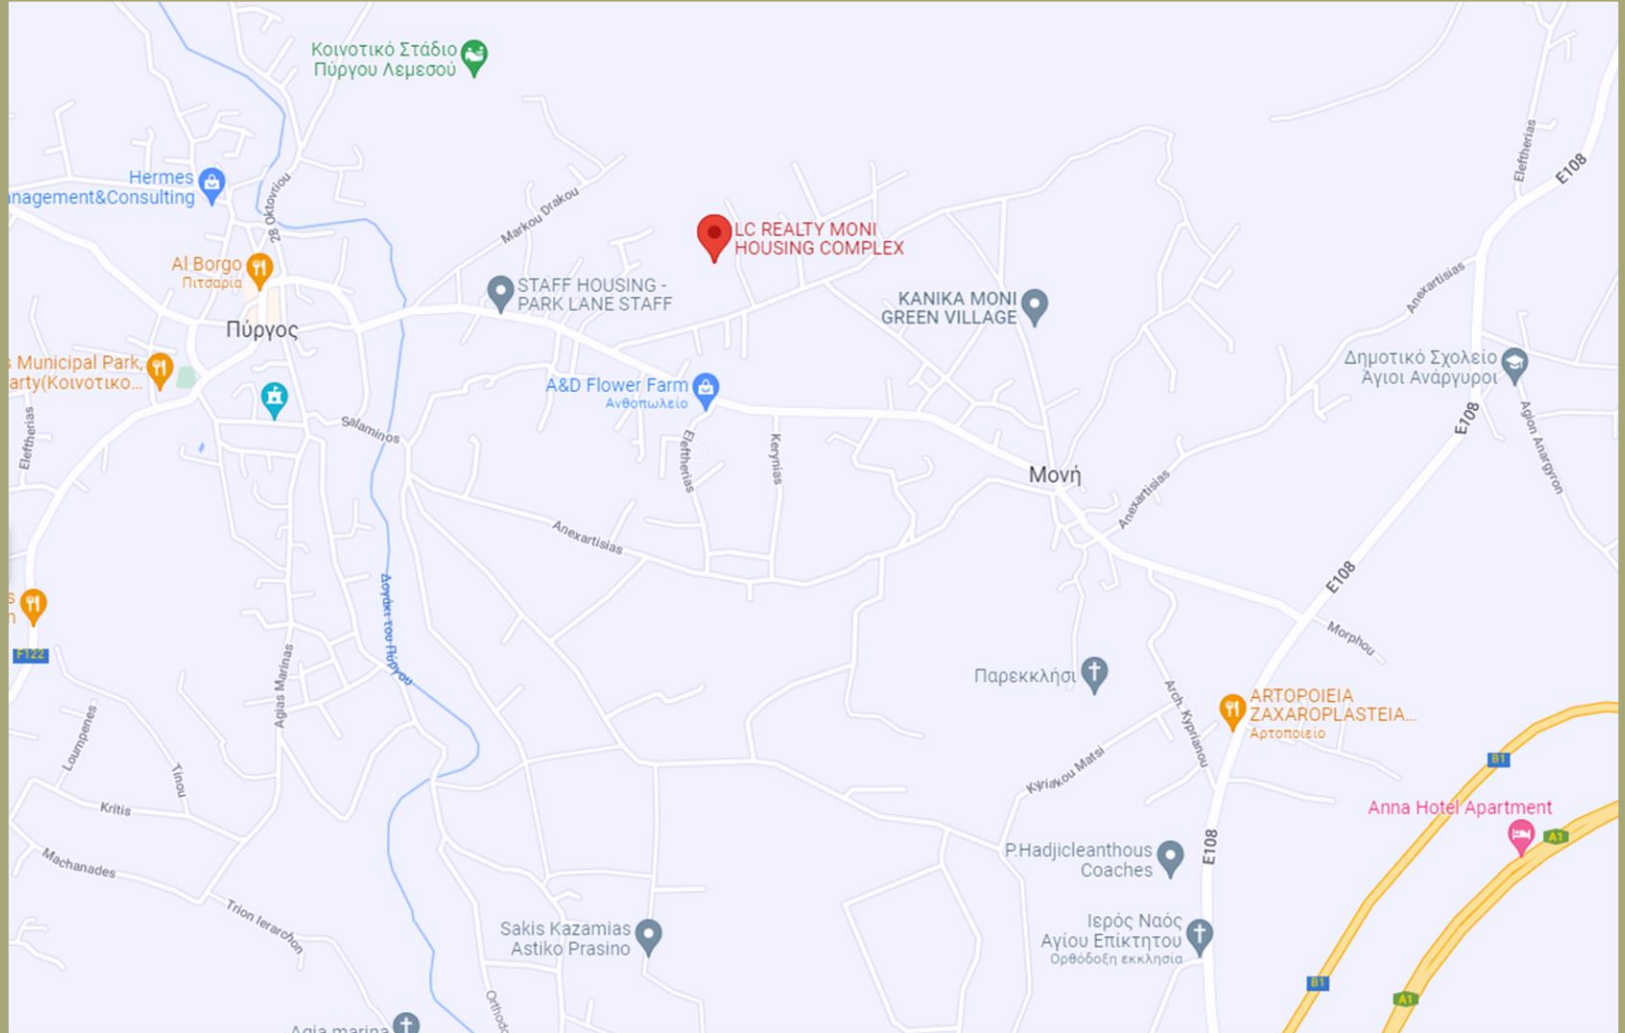 Κοινοτικό Στάδιο
Πύργου Λεμεσού
Eleftherias
E108
Hermes
anagement&Consulting
28 Οktovriou
Markou Drakou
LC REALTY MONI
HOUSING COMPLEX
Al Borgo
Πιτσαρία
STAFF HOUSING -
PARK LANE STAFF
KANIKA MONI
GREEN VILLAGE
Anexartisias
Πύργος
s Municipal Park,
arty(Κοινοτικο...
A&D Flower Farm
Ανθοπωλείο
Δημοτικό Σχολείο
Άγιοι Ανάργυροι
E108
Eleftherias
Salaminos
Eleftherias
Kerynias
Agion Anargyron
Μονή
Anexartisias
Anexartisias
E108
s
n
F122
Δογάκι του Πύργου
Morphou
Agias Marinas
Παρεκκλήσι
Arch. Kyprianou
ARTOPOIEIA
ZAXAROPLASTEIA...
Αρτοποιείο
Loumpenes
Tinou
Kyriakou Matsi
B1
Kritis
Anna Hotel Apartment
A1
Machanades
E108
P.Hadjicleanthous
Coaches
Trion Ierarchon
Sakis Kazamias
Astiko Prasino
Ιερός Ναός
Αγίου Επίκτητου
Ορθόδοξη εκκλησία
B1
A1
Orthodo
Agia marina